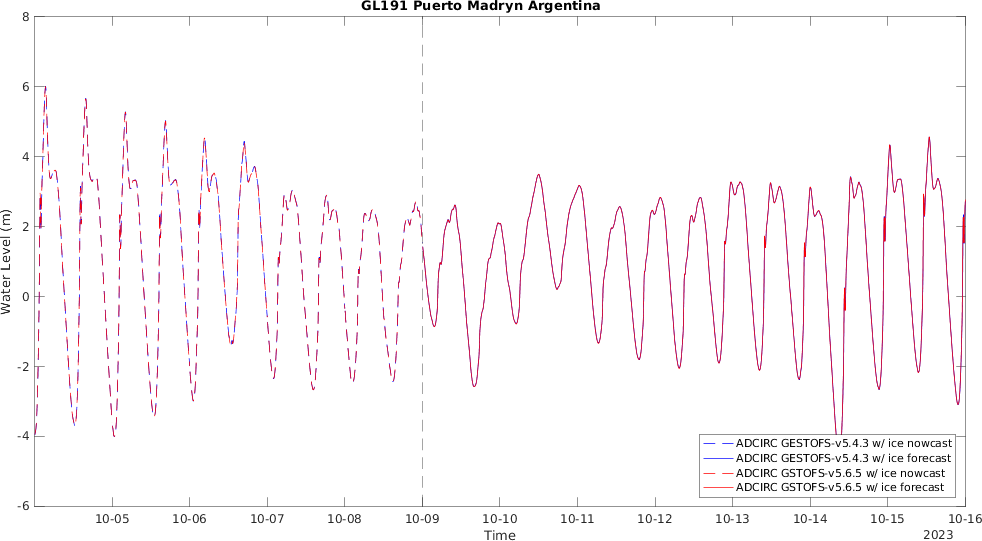 GL191 Puerto Madryn Argentina
8
6
4
2
0
-2
-4
-6
Water Level (m)
10-05 10-06 10-07 10-08 10-09 10-10 10-11 10-12 10-13 10-14 10-15 10-16
Time
2023
ADCIRC GESTOFS-v5.4.3 w/ ice nowcast
ADCIRC GESTOFS-v5.4.3 w/ ice forecast
ADCIRC GSTOFS-v5.6.5 w/ ice nowcast
ADCIRC GSTOFS-v5.6.5 w/ ice forecast